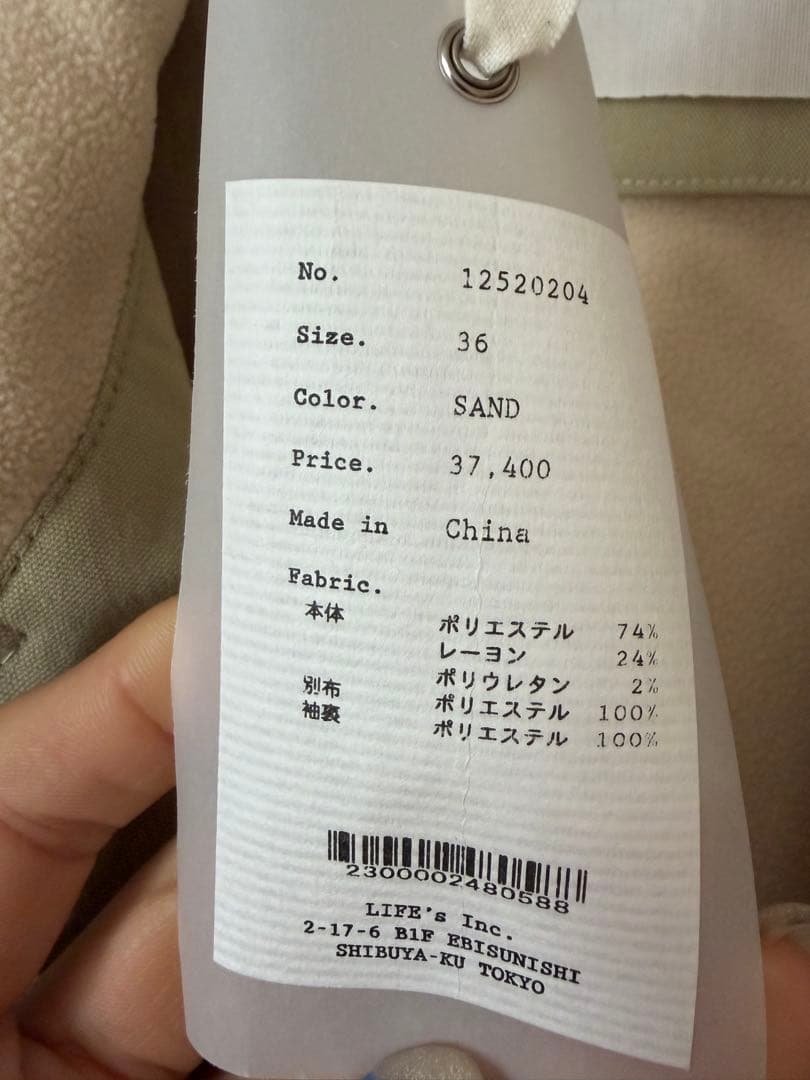 No. 12520204
Size. 36
Color. SAND
Price. 37,400
Made in China
Fabric.
本体 ポリエステル 74%
レーヨン 24%
ポリウレタン 2%
別布 ポリエステル 100%
袖裏 ポリエステル 100%
2300002480588
LIFE's Inc.
2-17-6 B1F EBISUNISHI
SHIBUYA-KU TOKYO